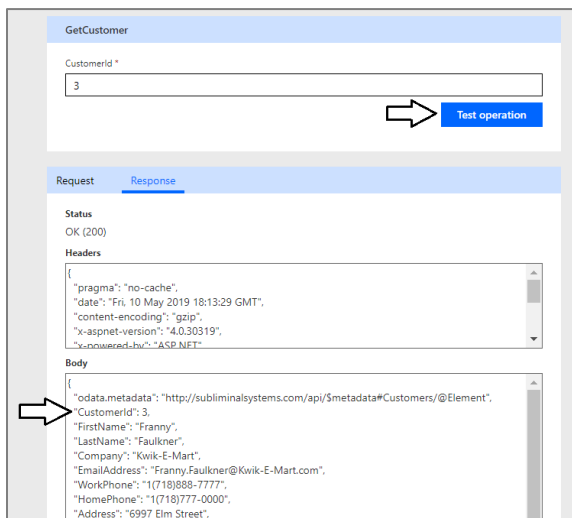 GetCustomer
CustomerId *
3
Test operation
Request Response
Status
OK (200)
Headers
{
"pragma": "no-cache",
"date": "Fri, 10 May 2019 18:13:29 GMT",
"content-encoding": "gzip",
"x-aspnet-version": "4.0.30319",
"x-powered-by": "ASP.NET"
Body
{
"odata.metadata": "http://subliminalsystems.com/api/$metadata#Customers/@Element",
"CustomerId": 3,
"FirstName": "Franny",
"LastName": "Faulkner",
"Company": "Kwik-E-Mart",
"EmailAddress": "Franny.Faulkner@Kwik-E-Mart.com",
"WorkPhone": "1(718)888-7777",
"HomePhone": "1(718)777-0000",
"Address": "6997 Elm Street",